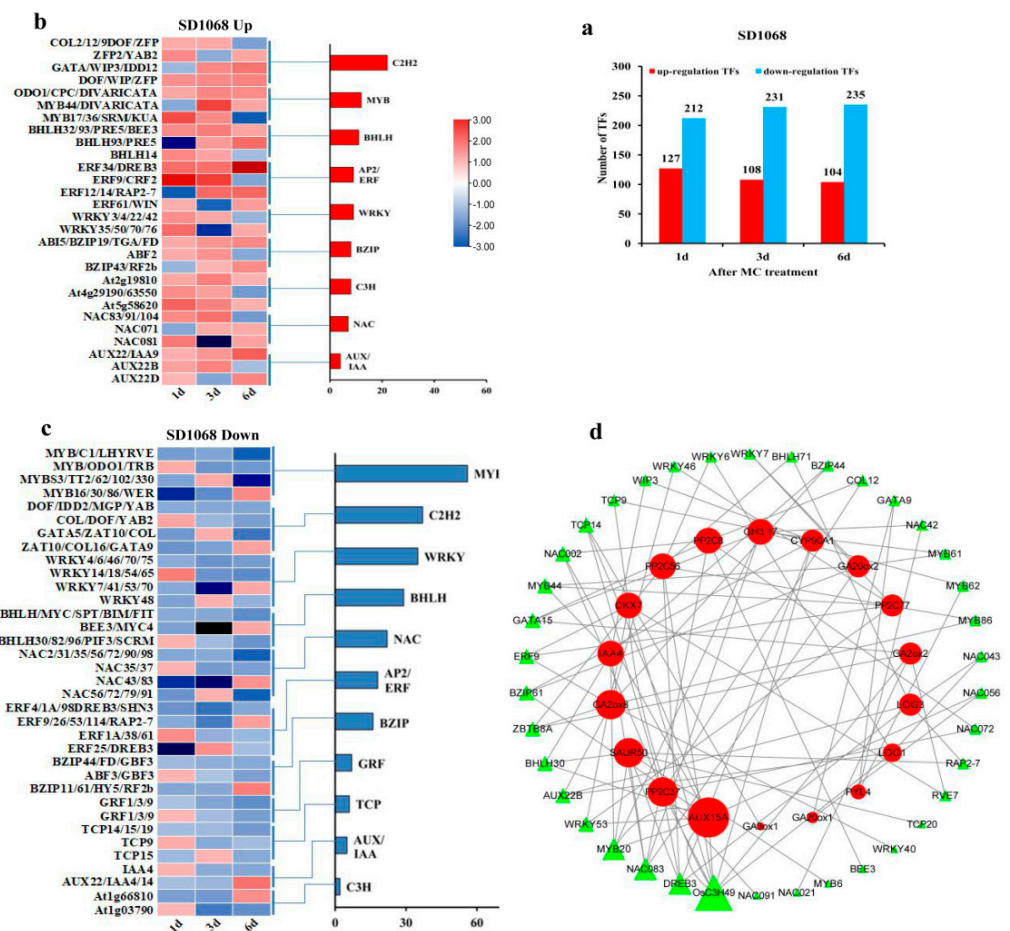 b
SD1068 Up
COL2/12/9DOF/ZFP
ZFP2/YAB2
GATA/WIP3/IDD12
DOF/WIP/ZFP
ODO1/CPC/DIVARICATA
MYB44/DIVARICATA
MYB17/36/SRM/KUA
BHLH32/93/PRE5/BEE3
BHLH93/PRE5
BHLH14
ERF34/DREB3
ERF9/CRF2
ERF12/14/RAP2-7
ERF61/WIN
WRKY3/4/22/42
WRKY35/50/70/76
ABI5/BZIP19/TGA/FD
ABF2
BZIP43/RF2b
At2g19810
At4g29190/63550
At5g58620
NAC83/91/104
NAC071
NAC081
AUX22/IAA9
AUX22B
AUX22D
1d 3d 6d
C2H2
MYB
BHLH
AP2/
ERF
WRKY
BZIP
C3H
NAC
AUX/
IAA
0 20 40 60
3.00
2.00
1.00
0.00
-1.00
-2.00
-3.00
a
SD1068
up-regulation TFs down-regulation TFs
Number of TFs
300
250
200
150
100
50
0
127 212
108 231
104 235
1d 3d 6d
After MC treatment
c
SD1068 Down
MYB/C1/LHYRVE
MYB/ODO1/TRB
MYBS3/TT2/62/102/330
MYB16/30/86/WER
DOF/IDD2/MGP/YAB
COL/DOF/YAB2
GATA5/ZAT10/COL
ZAT10/COL16/GATA9
WRKY4/6/46/70/75
WRKY14/18/54/65
WRKY7/41/53/70
WRKY48
BHLH/MYC/SPT/BIM/FIT
BEE3/MYC4
BHLH30/82/96/PIF3/SCRM
NAC2/31/35/56/72/90/98
NAC35/37
NAC43/83
NAC56/72/79/91
ERF4/1A/98DREB3/SHN3
ERF9/26/53/114/RAP2-7
ERF1A/38/61
ERF25/DREB3
BZIP44/FD/GBF3
ABF3/GBF3
BZIP11/61/HY5/RF2b
GRF1/3/9
GRF1/3/9
TCP14/15/19
TCP9
TCP15
IAA4
AUX22/IAA4/14
At1g66810
At1g03790
1d 3d 6d
MYI
C2H2
WRKY
BHLH
NAC
AP2/
ERF
BZIP
GRF
TCP
AUX/
IAA
C3H
0 20 40 60
d
WRKY7
WRKY6
BHLH71
WRKY46
BZIP44
WIP3
COL12
TCP9
GATA9
TCP14
NAC42
NAC002
MYB61
MYB44
MYB62
GATA15
MYB86
ERF9
NAC043
BZIP61
NAC056
ZBTB8A
NAC072
BHLH30
RAP2-7
AUX22B
RVE7
WRKY53
TCP20
MYB20
WRKY40
NAC083
BEE3
DREB3
MYB6
OsC3H49
NAC091
NAC021
GH3.17
PP2C8
CYP90A1
PP2C56
GA20ox2
CKX7
PP2C77
IAA4
GA2ox2
GA2ox8
LOG3
SAUR50
LOG1
PP2C37
PYL4
AUX15A
GA3ox1
GA20ox1